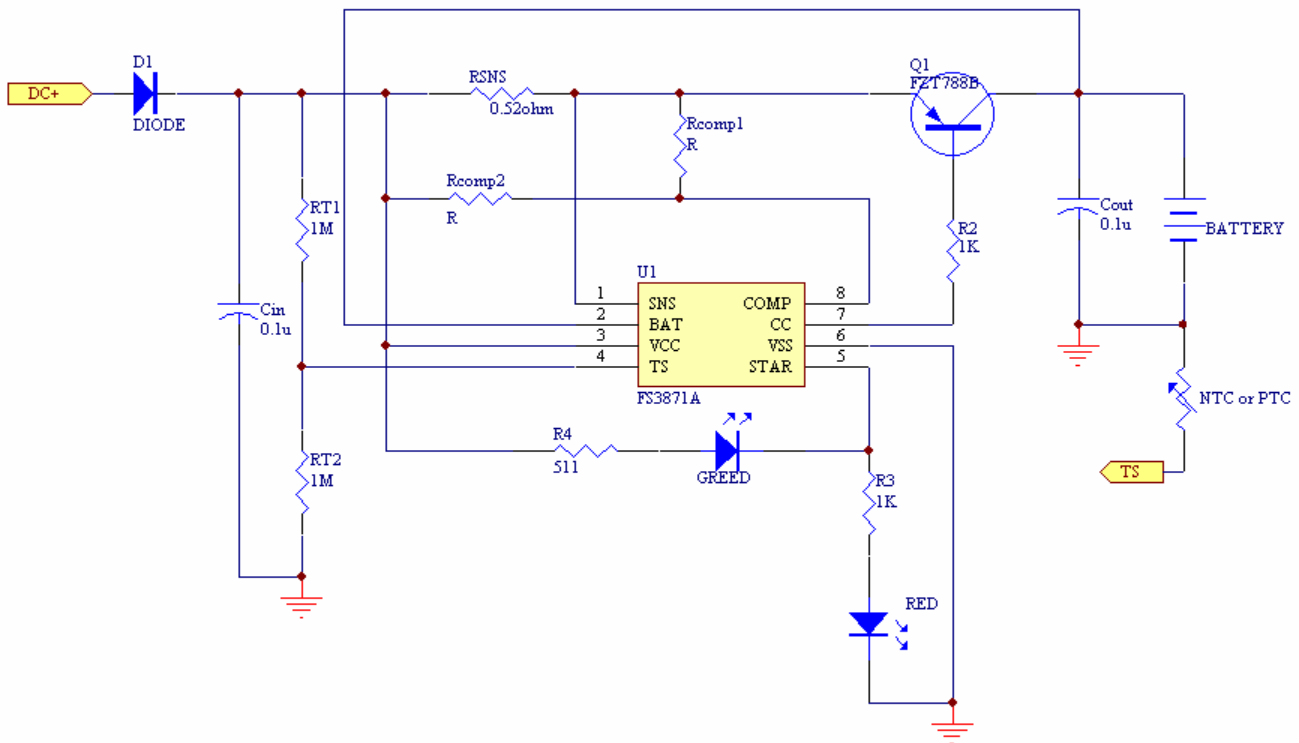 D1
DC+
DIODE
RSNS
0.52ohm
Q1
FZT788B
Rcomp1
R
Rcomp2
R
RT1
1M
R2
1K
Cout
0.1u
BATTERY
U1
Cin
0.1u
1 SNS COMP 8
2 BAT CC 7
3 VCC VSS 6
4 TS STAR 5
FS3871A
NTC or PTC
TS
R4
511
GREED
RT2
1M
R3
1K
RED